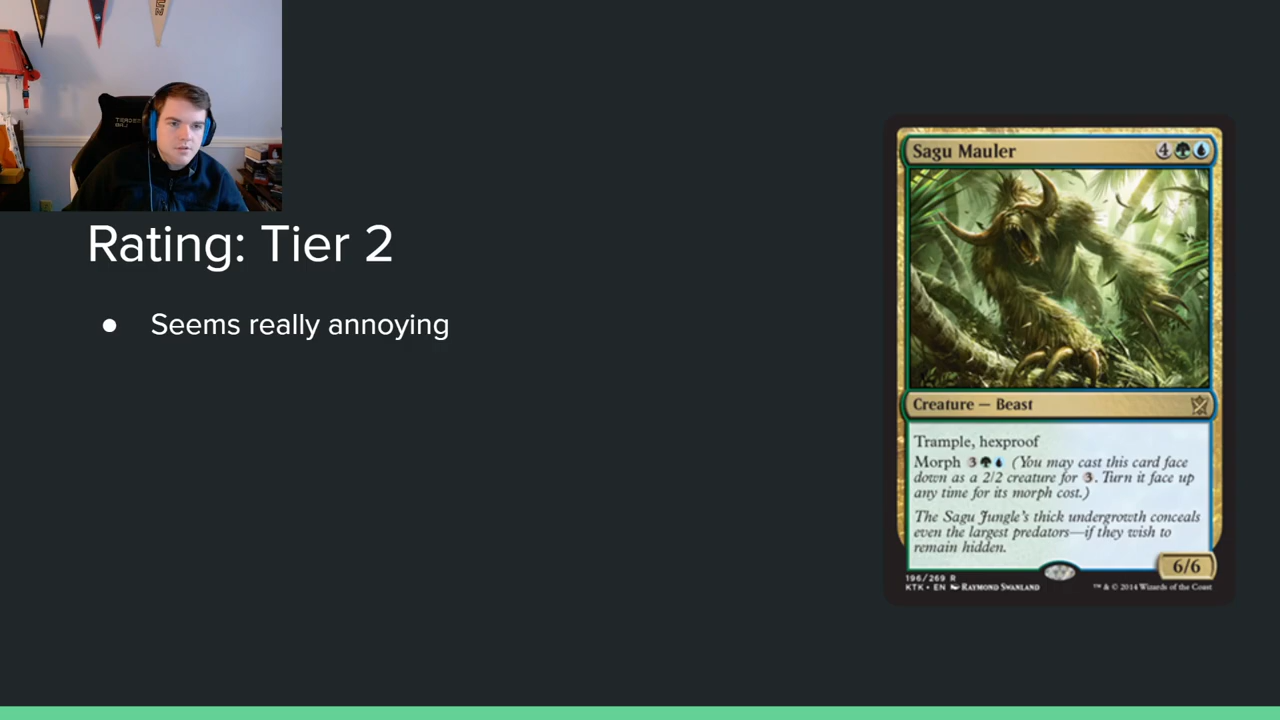 Rating: Tier 2
● Seems really annoying
Sagu Mauler
4
Creature — Beast
Trample, hexproof
Morph 3 (You may cast this card face
down as a 2/2 creature for 3. Turn it face up
any time for its morph cost.)
The Sagu Jungle's thick undergrowth conceals
even the largest predators—if they wish to
remain hidden.
6/6
196/269 R
KTK • EN RAYMOND SWANLAND
™ & © 2014 Wizards of the Coast